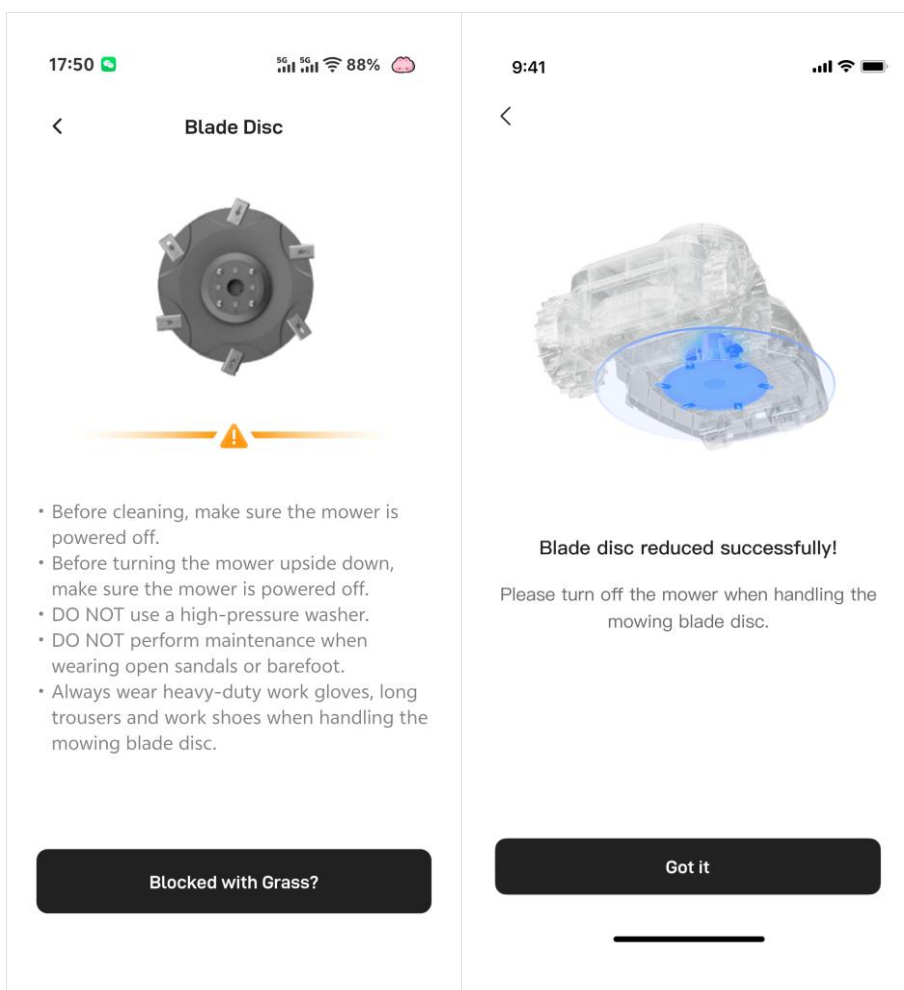 17:50
5G 5G 88%
Blade Disc
• Before cleaning, make sure the mower is
powered off.
• Before turning the mower upside down,
make sure the mower is powered off.
• DO NOT use a high-pressure washer.
• DO NOT perform maintenance when
wearing open sandals or barefoot.
• Always wear heavy-duty work gloves, long
trousers and work shoes when handling the
mowing blade disc.
Blocked with Grass?
9:41
Blade disc reduced successfully!
Please turn off the mower when handling the
mowing blade disc.
Got it